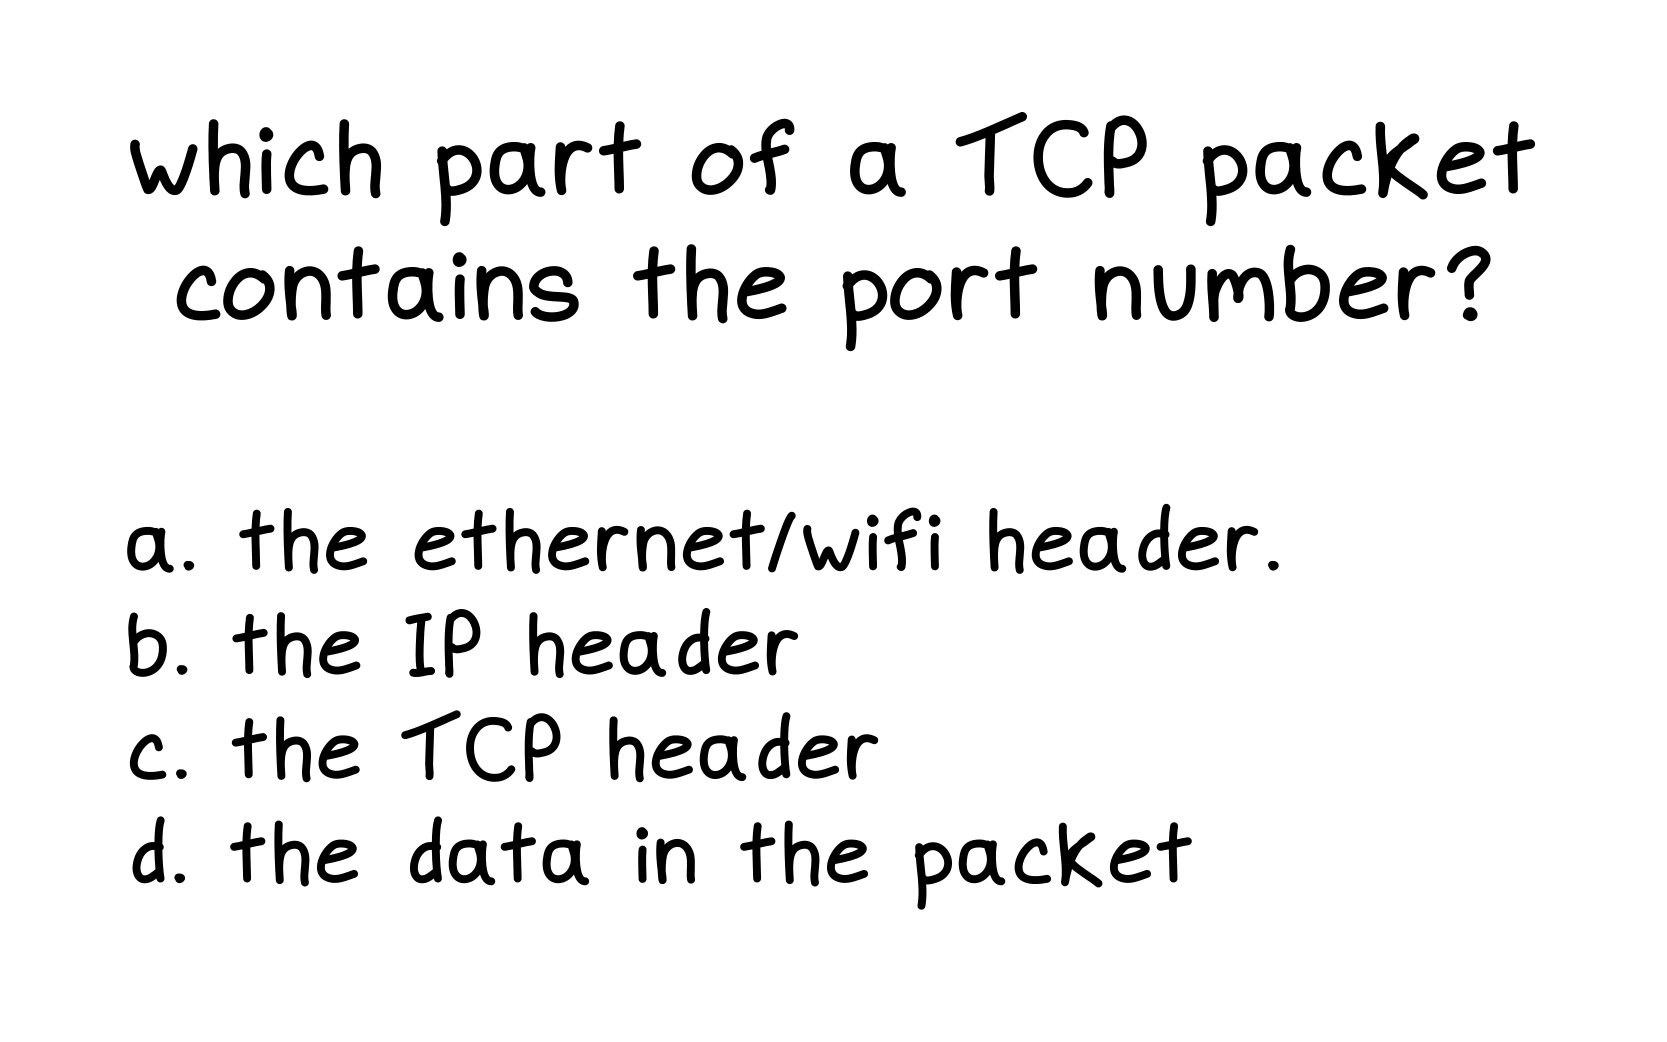 which part of a TCP packet
contains the port number?
a. the ethernet/wifi header.
b. the IP header
c. the TCP header
d. the data in the packet